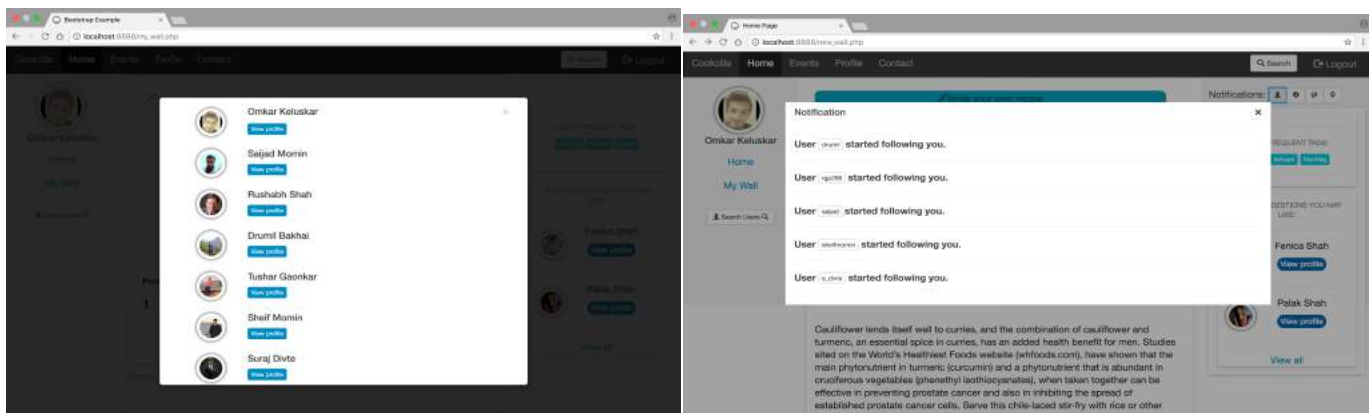 Bootstrap Example
localhost:8888/my_wall.php
Cookzilla Home Events Profile Contact Search Logout
Omkar Keluskar
View profile
Sajjad Momin
View profile
Rushabh Shah
View profile
Drumil Bakhai
View profile
Tushar Gaonkar
View profile
Sheif Momin
View profile
Suraj Divte
View profile
Omkar Keluskar
Home
My Wall
Fenica Shah
View profile
Palak Shah
View profile
View all
Home Page
localhost:8888/new_wall.php
Cookzilla Home Events Profile Contact Search Logout
Notifications:
Omkar Keluskar
Home
My Wall
Search Users
Notification
User drumil started following you.
User started following you.
User sajjad started following you.
User sheifmomin started following you.
User s_divte started following you.
FREQUENT TAGS
SUGGESTIONS YOU MAY
LIKE:
Fenica Shah
View profile
Palak Shah
View profile
View all
Cauliflower lends itself well to curries, and the combination of cauliflower and
turmeric, an essential spice in curries, has an added health benefit for men. Studies
sited on the World's Healthiest Foods website (whfoods.com), have shown that the
main phytonutrient in turmeric (curcumin) and a phytonutrient that is abundant in
cruciferous vegetables (phenethyl isothiocyanates), when taken together can be
effective in preventing prostate cancer and also in inhibiting the spread of
established prostate cancer cells. Serve this chile-laced stir-fry with rice or other